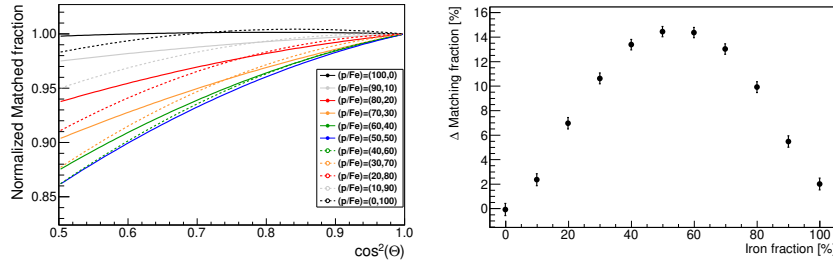 Normalized Matched fraction
1.00
0.95
0.90
0.85
(p/Fe)=(100,0)
(p/Fe)=(90,10)
(p/Fe)=(80,20)
(p/Fe)=(70,30)
(p/Fe)=(60,40)
(p/Fe)=(50,50)
(p/Fe)=(40,60)
(p/Fe)=(30,70)
(p/Fe)=(20,80)
(p/Fe)=(10,90)
(p/Fe)=(0,100)
0.5 0.6 0.7 0.8 0.9 1.0
cos²(Θ)
Δ Matching fraction [%]
16
14
12
10
8
6
4
2
0
0 20 40 60 80 100
Iron fraction [%]